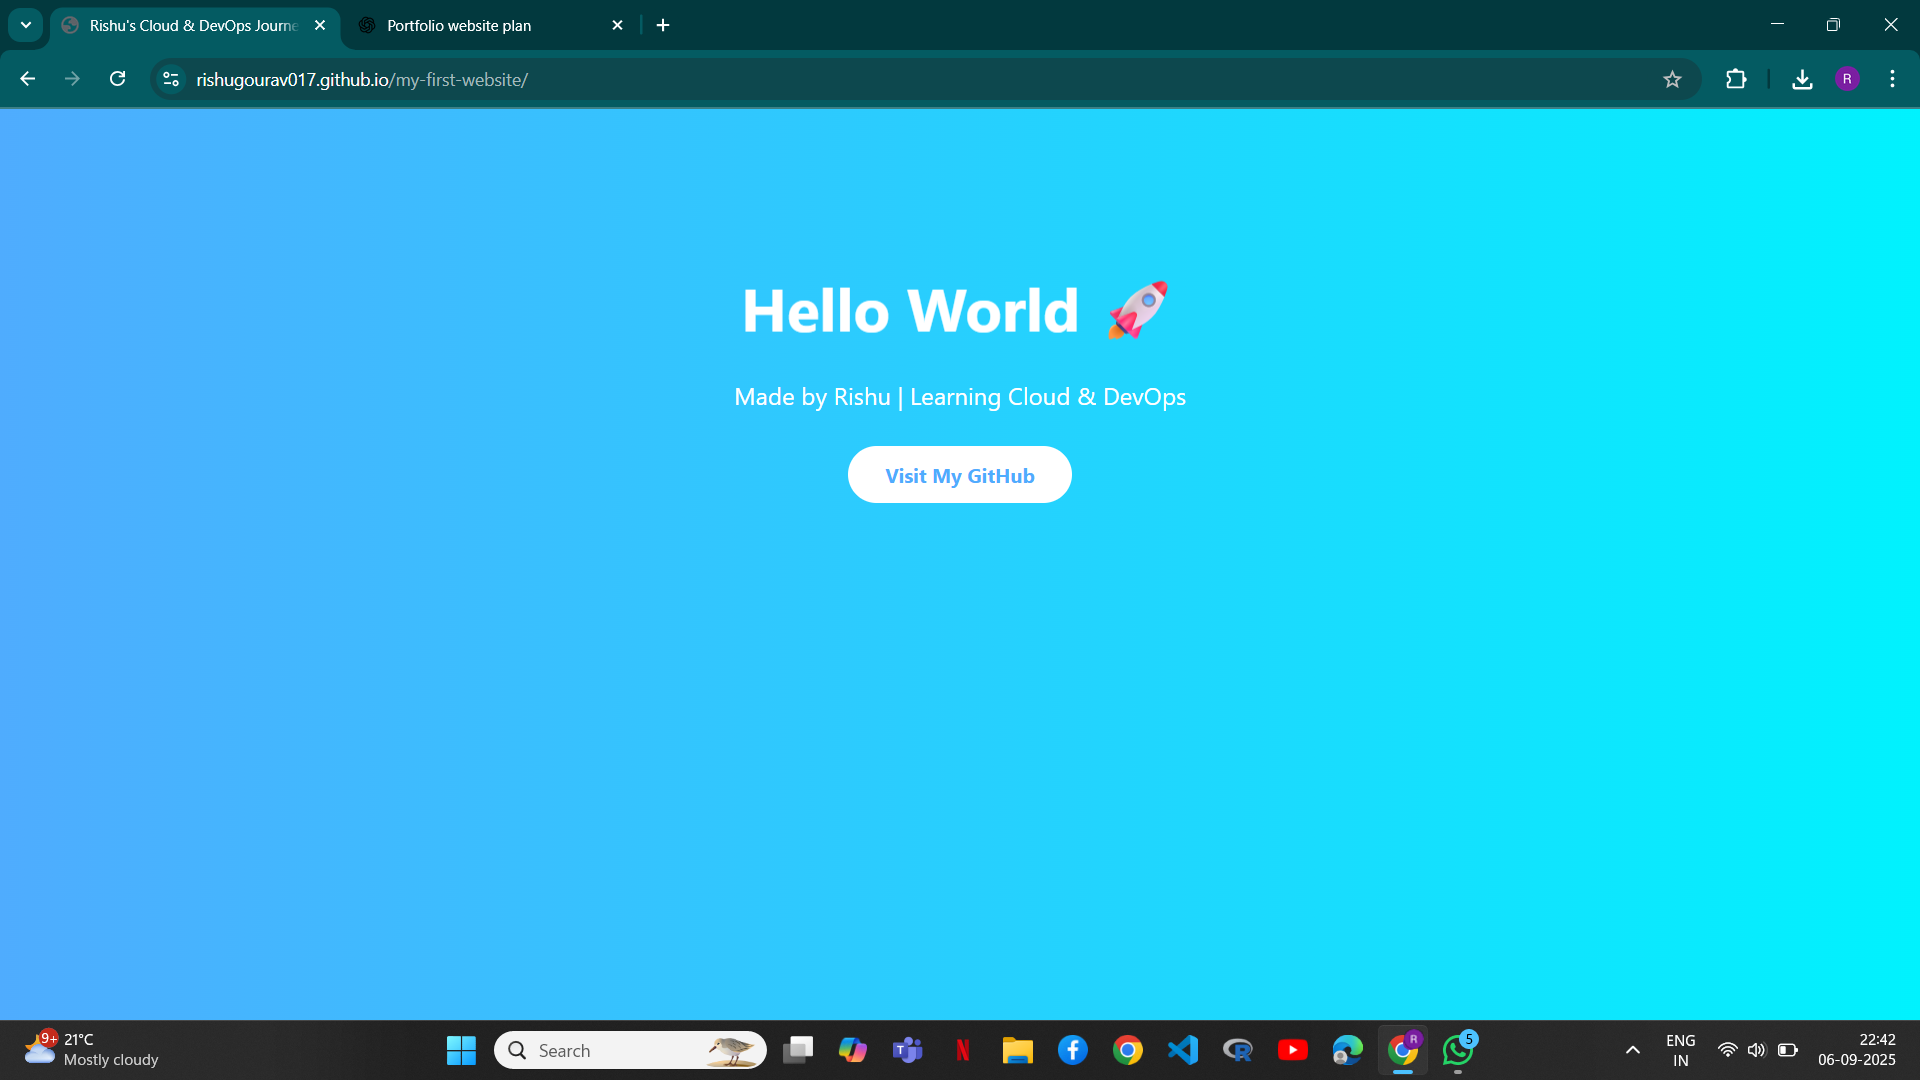 Rishu's Cloud & DevOps Journe
Portfolio website plan
rishugourav017.github.io/my-first-website/
R
Hello World 🚀
Made by Rishu | Learning Cloud & DevOps
Visit My GitHub
9+
21°C
Mostly cloudy
Search
R
5
ENG
IN
22:42
06-09-2025